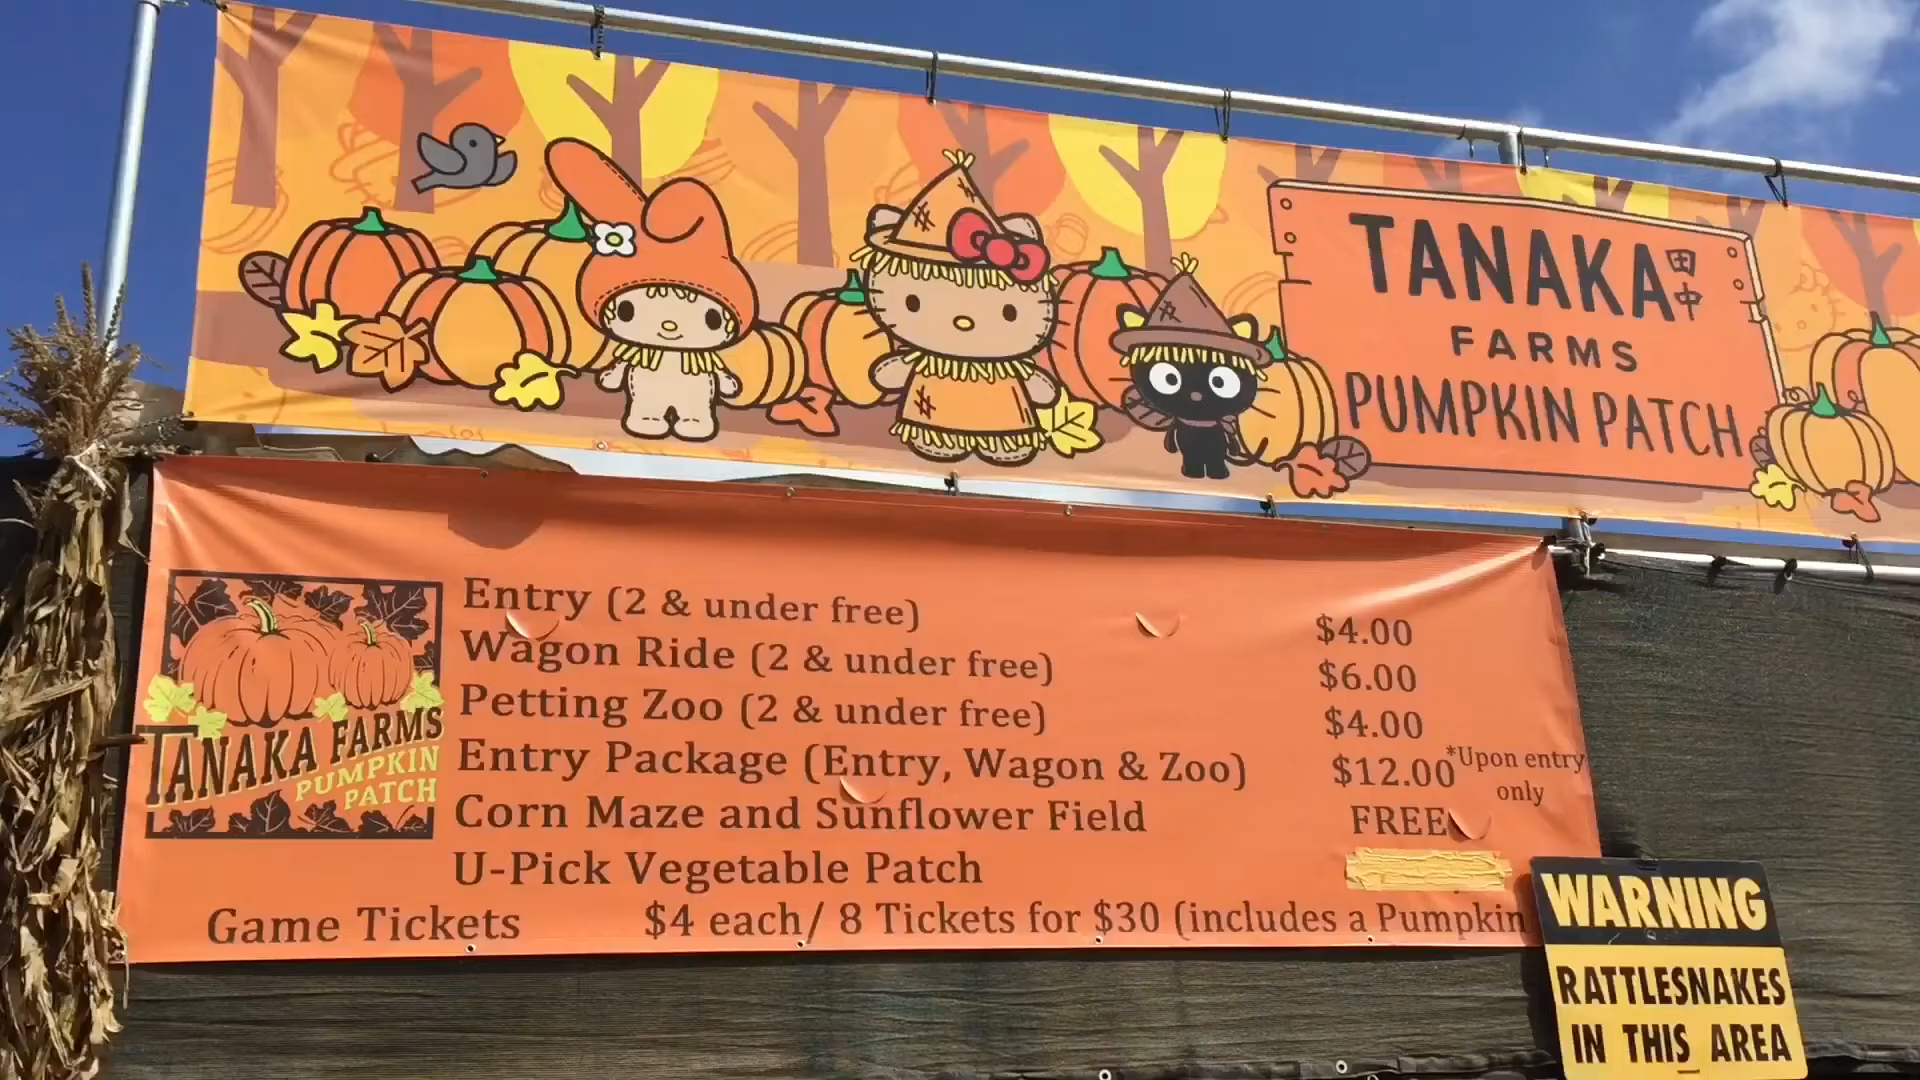 TANAKA 田中
FARMS
PUMPKIN PATCH
TANAKA FARMS
PUMPKIN
PATCH
Entry (2 & under free) $4.00
Wagon Ride (2 & under free) $6.00
Petting Zoo (2 & under free) $4.00
Entry Package (Entry, Wagon & Zoo) $12.00 *Upon entry
only
Corn Maze and Sunflower Field FREE
U-Pick Vegetable Patch
Game Tickets $4 each/ 8 Tickets for $30 (includes a Pumpkin
WARNING
RATTLESNAKES
IN THIS AREA